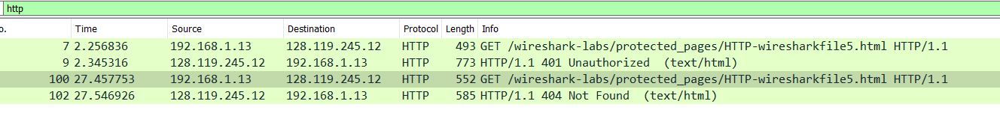 http
o. Time Source Destination Protocol Length Info
7 2.256836 192.168.1.13 128.119.245.12 HTTP 493 GET /wireshark-labs/protected_pages/HTTP-wiresharkfile5.html HTTP/1.1
9 2.345316 128.119.245.12 192.168.1.13 HTTP 773 HTTP/1.1 401 Unauthorized (text/html)
100 27.457753 192.168.1.13 128.119.245.12 HTTP 552 GET /wireshark-labs/protected_pages/HTTP-wiresharkfile5.html HTTP/1.1
102 27.546926 128.119.245.12 192.168.1.13 HTTP 585 HTTP/1.1 404 Not Found (text/html)